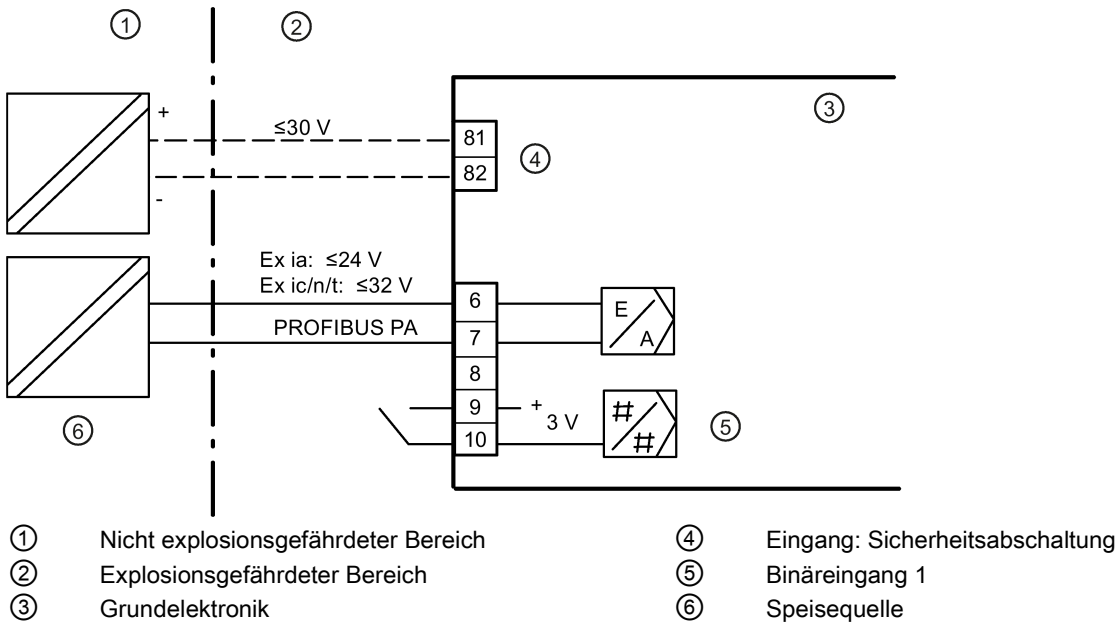 ① ②
③
+
≤30 V
81
④
82
-
Ex ia: ≤24 V
Ex ic/n/t: ≤32 V
6
E
A
PROFIBUS PA
7
8
9
+
3 V
#
#
10
⑤
⑥
① Nicht explosionsgefährdeter Bereich
② Explosionsgefährdeter Bereich
③ Grundelektronik
④ Eingang: Sicherheitsabschaltung
⑤ Binäreingang 1
⑥ Speisequelle